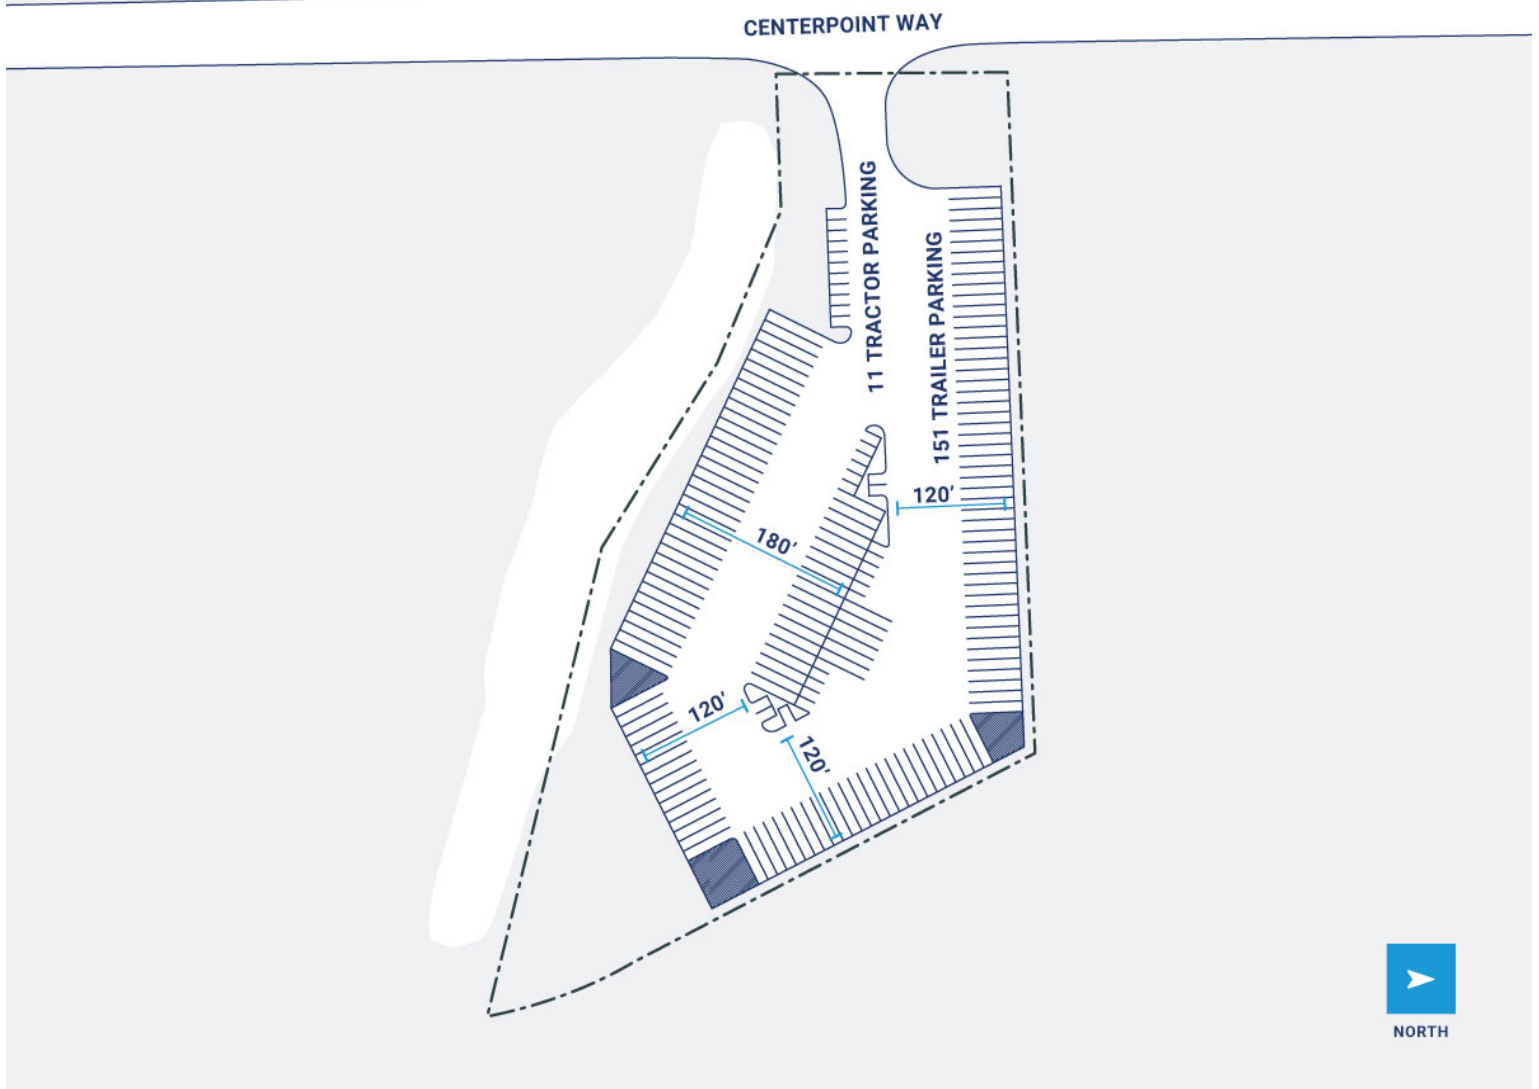 CENTERPOINT WAY
11 TRACTOR PARKING
151 TRAILER PARKING
120’
180’
120’
120’
NORTH